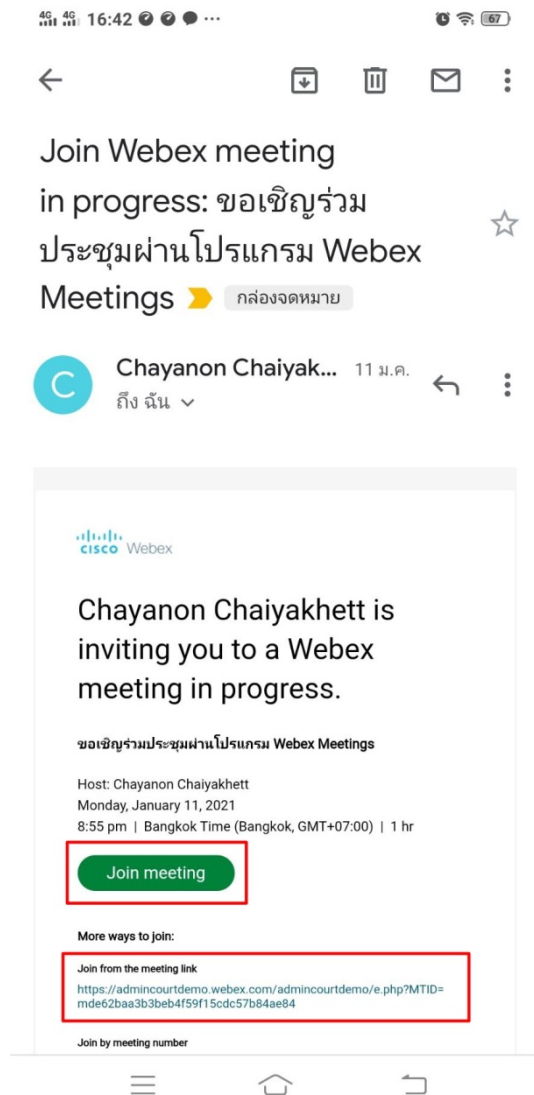 4G 4G 16:42 67
Join Webex meeting
in progress: ขอเชิญร่วม
ประชุมผ่านโปรแกรม Webex
Meetings กล่องจดหมาย
C Chayanon Chaiyak... 11 ม.ค.
ถึง ฉัน
cisco Webex
Chayanon Chaiyakhett is
inviting you to a Webex
meeting in progress.
ขอเชิญร่วมประชุมผ่านโปรแกรม Webex Meetings
Host: Chayanon Chaiyakhett
Monday, January 11, 2021
8:55 pm | Bangkok Time (Bangkok, GMT+07:00) | 1 hr
Join meeting
More ways to join:
Join from the meeting link
https://admincourtdemo.webex.com/admincourtdemo/e.php?MTID=
mde62baa3b3beb4f59f15cdc57b84ae84
Join by meeting number